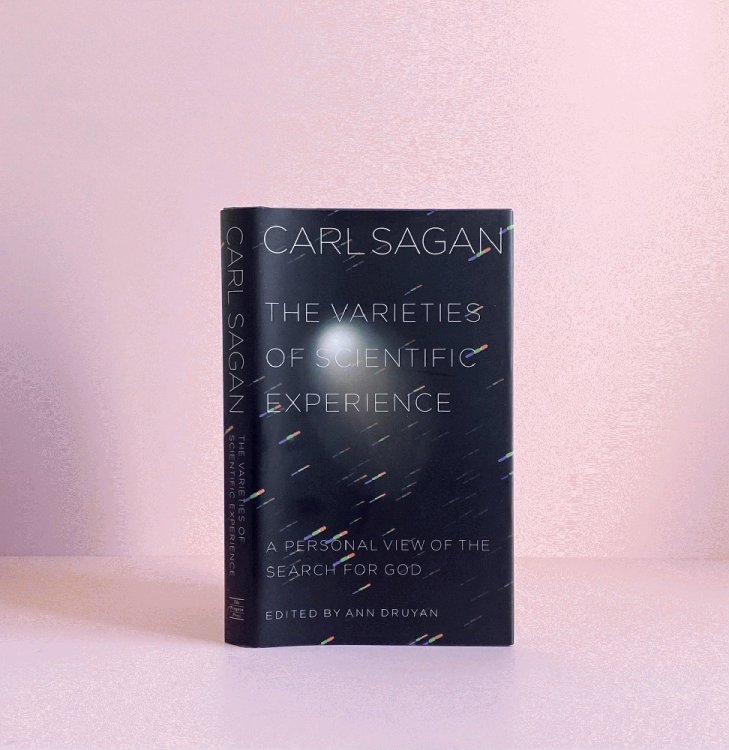 CARL SAGAN
THE VARIETIES
OF SCIENTIFIC
EXPERIENCE
A PERSONAL VIEW OF THE
SEARCH FOR GOD
EDITED BY ANN DRUYAN
CARL SAGAN
THE VARIETIES OF
SCIENTIFIC EXPERIENCE